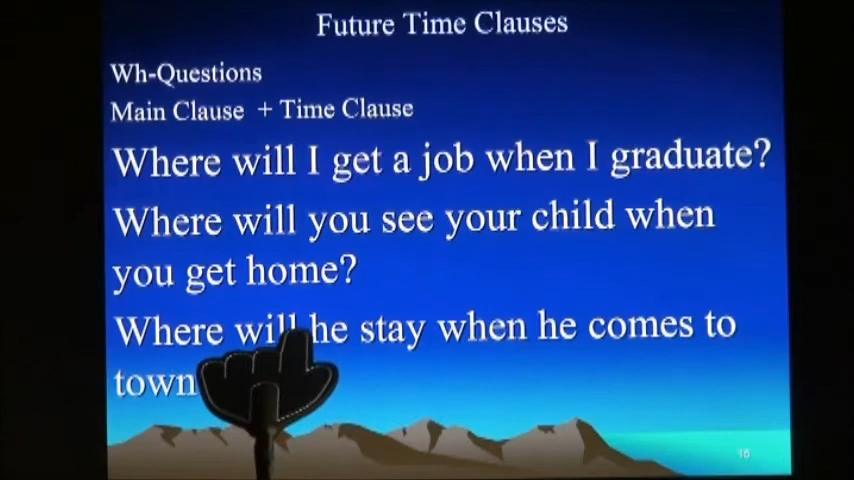 Future Time Clauses
Wh-Questions
Main Clause + Time Clause
Where will I get a job when I graduate?
Where will you see your child when
you get home?
Where will he stay when he comes to
town
16